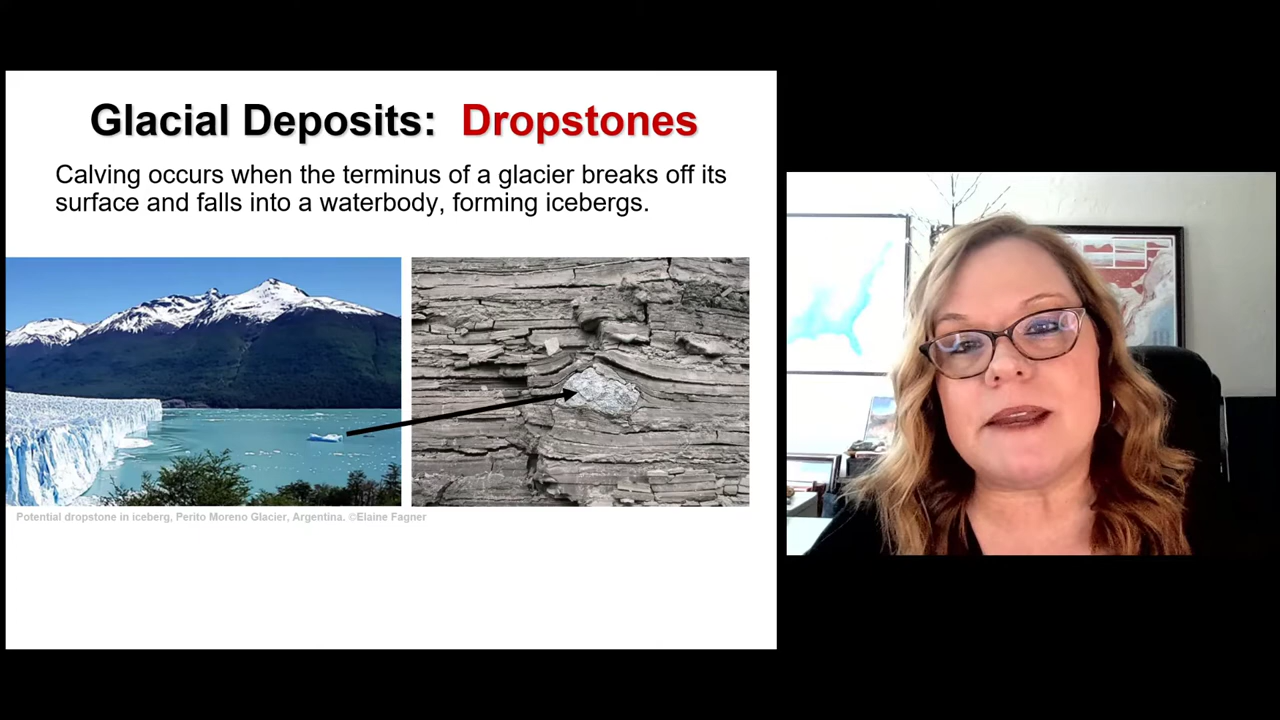 Glacial Deposits: Dropstones
Calving occurs when the terminus of a glacier breaks off its
surface and falls into a waterbody, forming icebergs.
Potential dropstone in iceberg, Perito Moreno Glacier, Argentina. ©Elaine Fagner